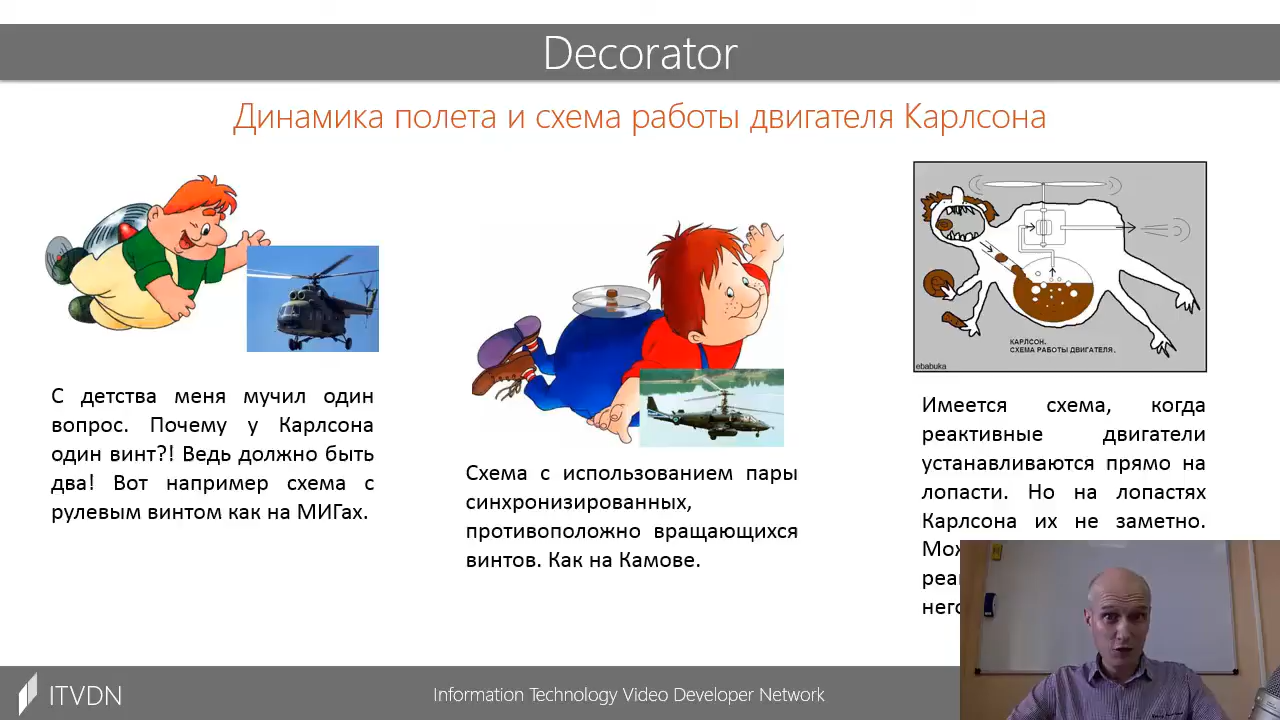 Decorator
Динамика полета и схема работы двигателя Карлсона
С детства меня мучил один
вопрос. Почему у Карлсона
один винт?! Ведь должно быть
два! Вот например схема с
рулевым винтом как на МИГах.
Схема с использованием пары
синхронизированных,
противоположно вращающихся
винтов. Как на Камове.
КАРЛСОН.
СХЕМА РАБОТЫ ДВИГАТЕЛЯ.
ebabuka
Имеется схема, когда
реактивные двигатели
устанавливаются прямо на
лопасти. Но на лопастях
Карлсона их не заметно.
ITVDN
Information Technology Video Developer Network